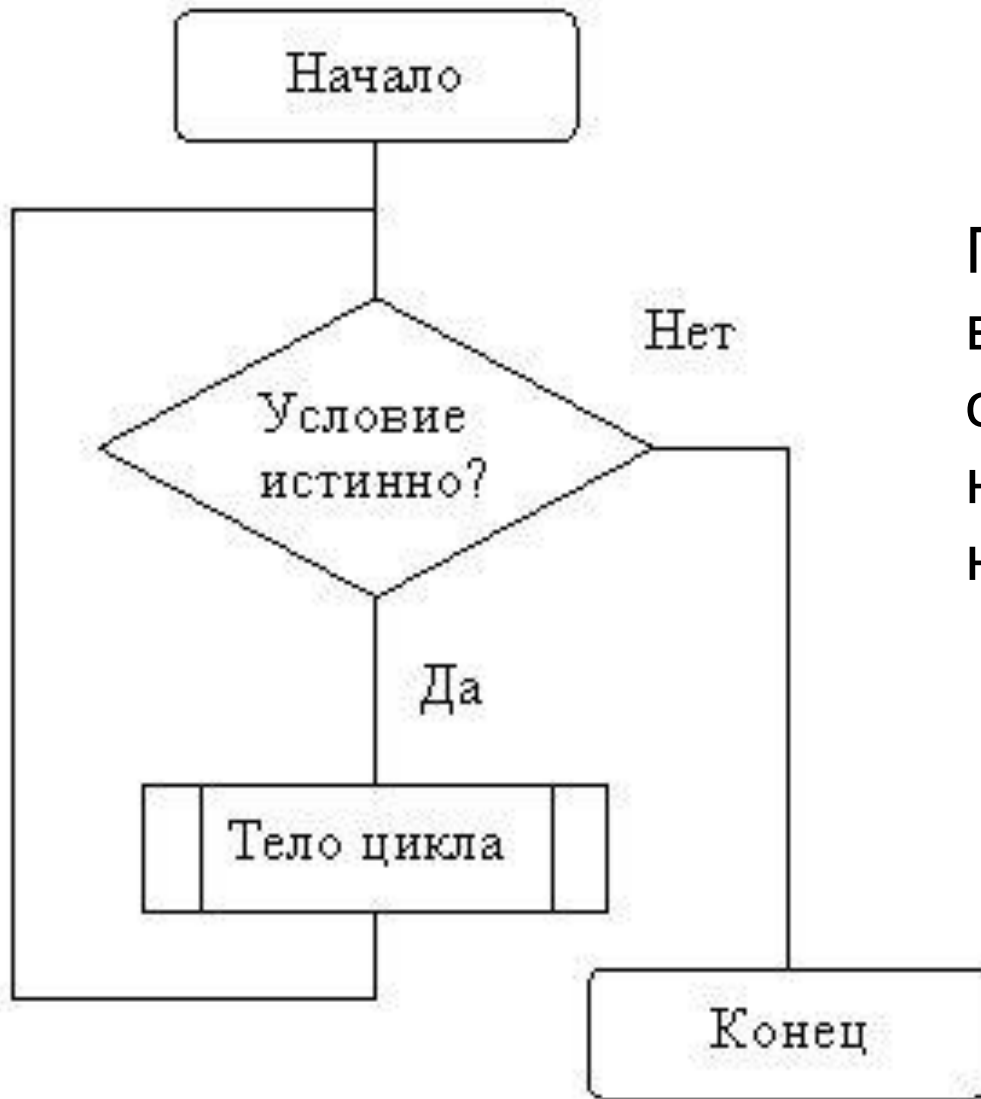 Начало
Нет
Условие
истинно?
Да
Тело цикла
Конец